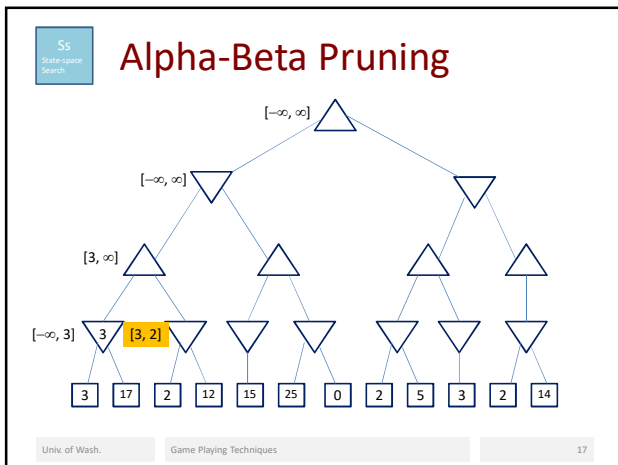 Ss
State-space
Search
Alpha-Beta Pruning
[−∞, ∞]
[−∞, ∞]
[3, ∞]
[−∞, 3] 3 [3, 2]
3 17 2 12 15 25 0 2 5 3 2 14
Univ. of Wash. Game Playing Techniques 17